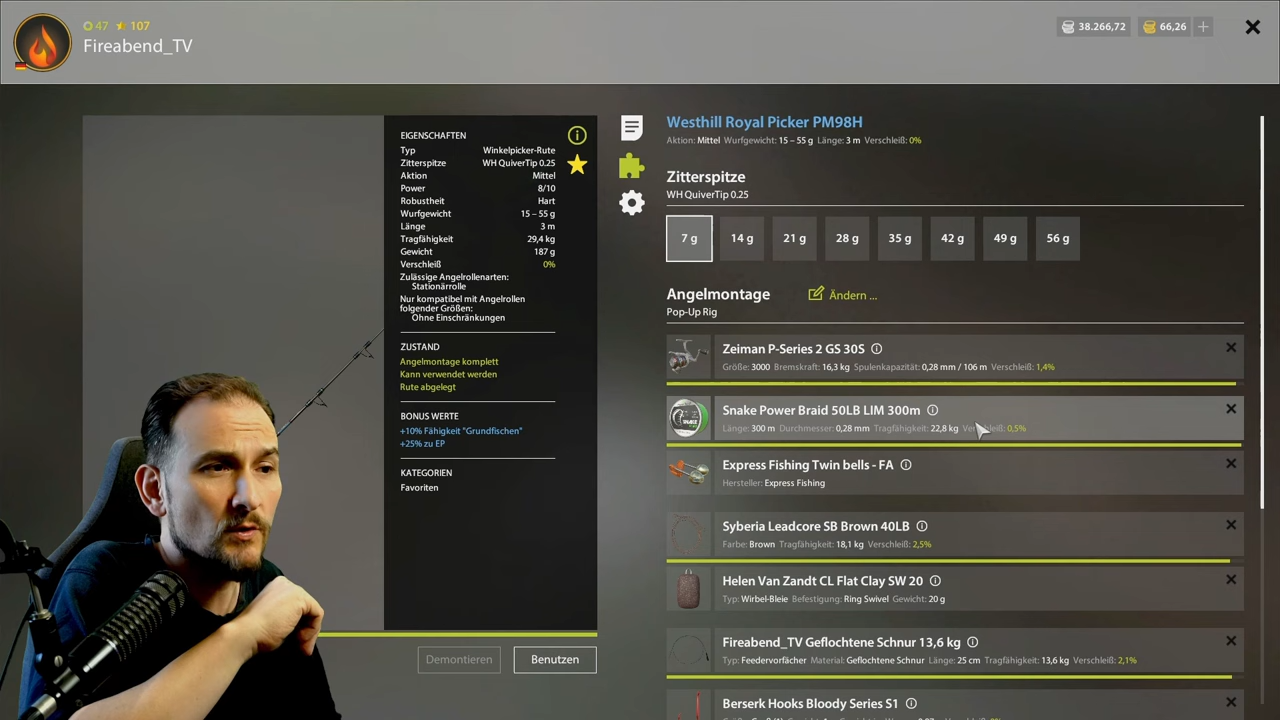 47 107
Fireabend_TV
38.266,72
66,26
EIGENSCHAFTEN
Typ Winkelpicker-Rute
Zitterspitze WH QuiverTip 0.25
Aktion Mittel
Power 8/10
Robustheit Hart
Wurfgewicht 15 – 55 g
Länge 3 m
Tragfähigkeit 29,4 kg
Gewicht 187 g
Verschleiß 0%
Zulässige Angelrollenarten:
Stationärrolle
Nur kompatibel mit Angelrollen
folgender Größen:
Ohne Einschränkungen
ZUSTAND
Angelmontage komplett
Kann verwendet werden
Rute abgelegt
BONUS WERTE
+10% Fähigkeit "Grundfischen"
+25% zu EP
KATEGORIEN
Favoriten
Demontieren
Benutzen
Westhill Royal Picker PM98H
Aktion: Mittel Wurfgewicht: 15 – 55 g Länge: 3 m Verschleiß: 0%
Zitterspitze
WH QuiverTip 0.25
7 g 14 g 21 g 28 g 35 g 42 g 49 g 56 g
Angelmontage Ändern ...
Pop-Up Rig
Zeiman P-Series 2 GS 30S
Größe: 3000 Bremskraft: 16,3 kg Spulenkapazität: 0,28 mm / 106 m Verschleiß: 1,4%
Snake Power Braid 50LB LIM 300m
Länge: 300 m Durchmesser: 0,28 mm Tragfähigkeit: 22,8 kg Verschleiß: 0,5%
Express Fishing Twin bells - FA
Hersteller: Express Fishing
Syberia Leadcore SB Brown 40LB
Farbe: Brown Tragfähigkeit: 18,1 kg Verschleiß: 2,5%
Helen Van Zandt CL Flat Clay SW 20
Typ: Wirbel-Bleie Befestigung: Ring Swivel Gewicht: 20 g
Fireabend_TV Geflochtene Schnur 13,6 kg
Typ: Feedervorfächer Material: Geflochtene Schnur Länge: 25 cm Tragfähigkeit: 13,6 kg Verschleiß: 2,1%
Berserk Hooks Bloody Series S1